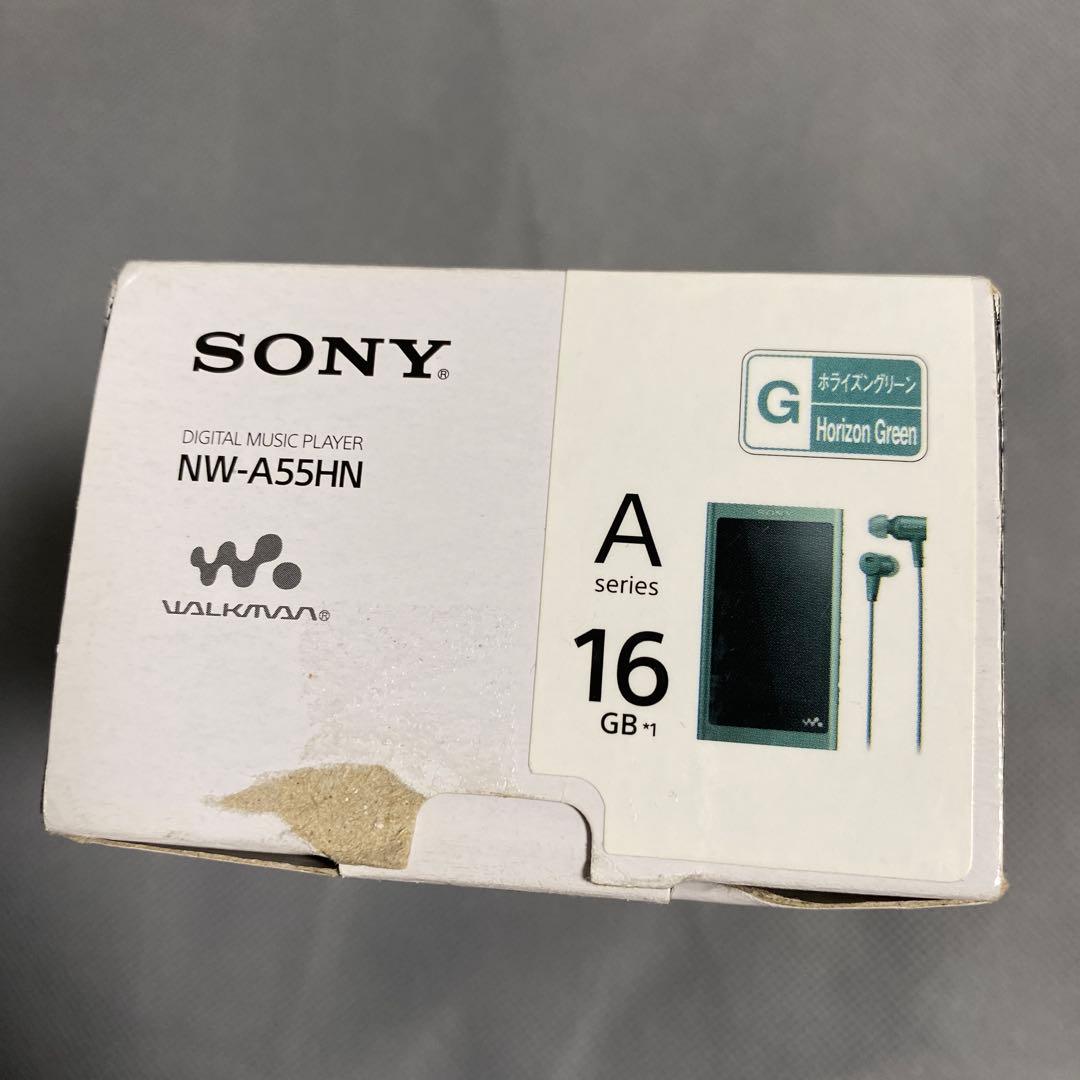 SONY®
DIGITAL MUSIC PLAYER
NW-A55HN
WALKMAN®
G
ホライズングリーン
Horizon Green
A
series
16
GB *1
SONY